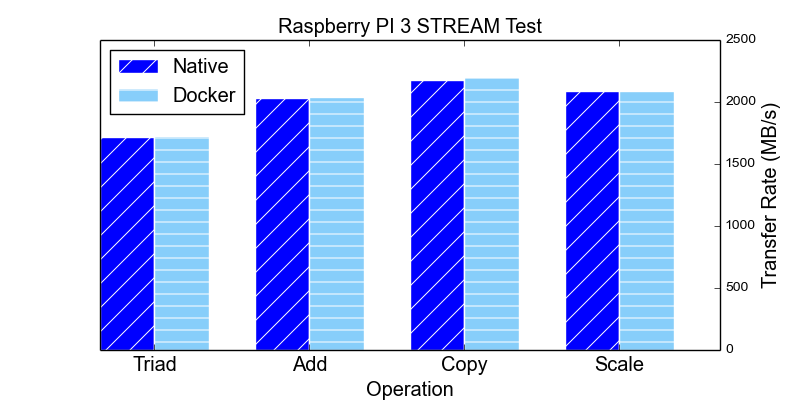 Raspberry PI 3 STREAM Test
Native
Docker
2500
2000
1500
1000
500
0
Transfer Rate (MB/s)
Triad Add Copy Scale
Operation